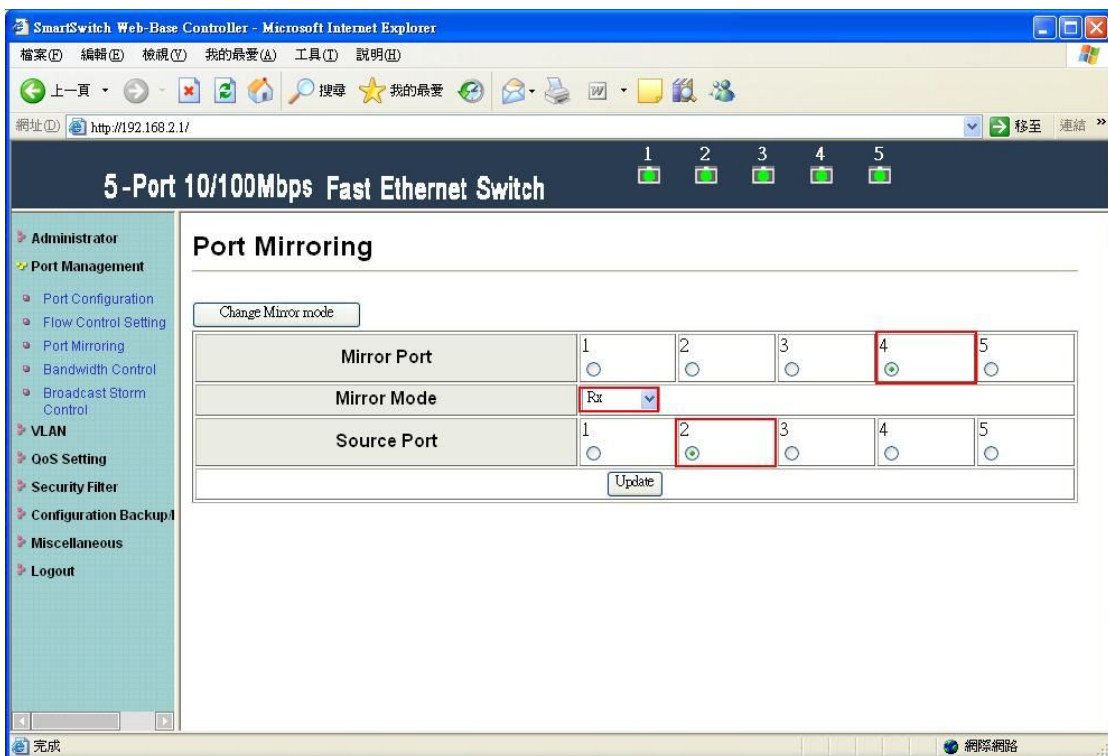 SmartSwitch Web-Base Controller - Microsoft Internet Explorer
檔案(F) 編輯(E) 檢視(V) 我的最愛(A) 工具(T) 說明(H)
上一頁 搜尋 我的最愛
網址(D) http://192.168.2.1/ 移至 連結 »
1 2 3 4 5
5-Port 10/100Mbps Fast Ethernet Switch
Administrator
Port Management
Port Configuration
Flow Control Setting
Port Mirroring
Bandwidth Control
Broadcast Storm
Control
VLAN
QoS Setting
Security Filter
Configuration Backup/
Miscellaneous
Logout
Port Mirroring
Change Mirror mode
Mirror Port 1 2 3 4 5
Mirror Mode Rx
Source Port 1 2 3 4 5
Update
完成 網際網路